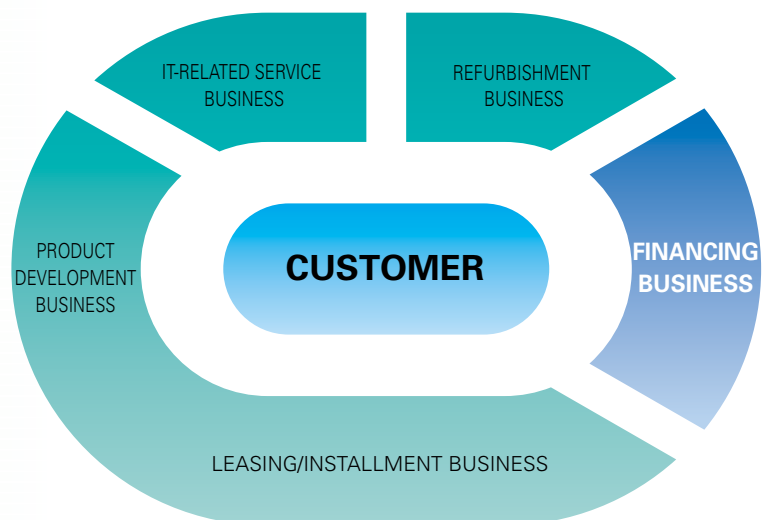 IT-RELATED SERVICE
BUSINESS
REFURBISHMENT
BUSINESS
PRODUCT
DEVELOPMENT
BUSINESS
CUSTOMER
FINANCING
BUSINESS
LEASING/INSTALLMENT BUSINESS